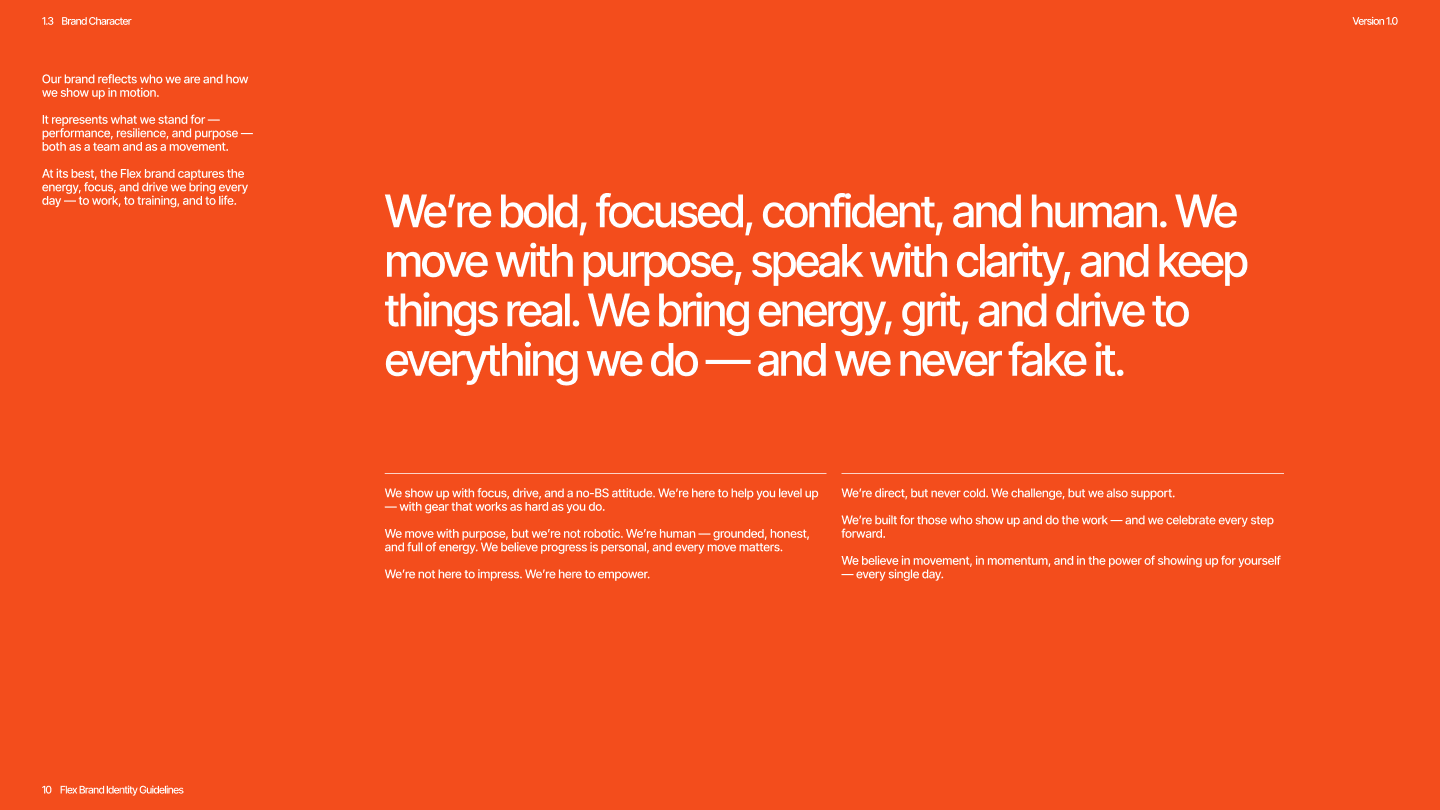 1.3 Brand Character
Version 1.0
Our brand reflects who we are and how
we show up in motion.
It represents what we stand for —
performance, resilience, and purpose —
both as a team and as a movement.
At its best, the Flex brand captures the
energy, focus, and drive we bring every
day — to work, to training, and to life.
We’re bold, focused, confident, and human. We
move with purpose, speak with clarity, and keep
things real. We bring energy, grit, and drive to
everything we do — and we never fake it.
We show up with focus, drive, and a no-BS attitude. We’re here to help you level up
— with gear that works as hard as you do.
We move with purpose, but we’re not robotic. We’re human — grounded, honest,
and full of energy. We believe progress is personal, and every move matters.
We’re not here to impress. We’re here to empower.
We’re direct, but never cold. We challenge, but we also support.
We’re built for those who show up and do the work — and we celebrate every step
forward.
We believe in movement, in momentum, and in the power of showing up for yourself
— every single day.
10 Flex Brand Identity Guidelines